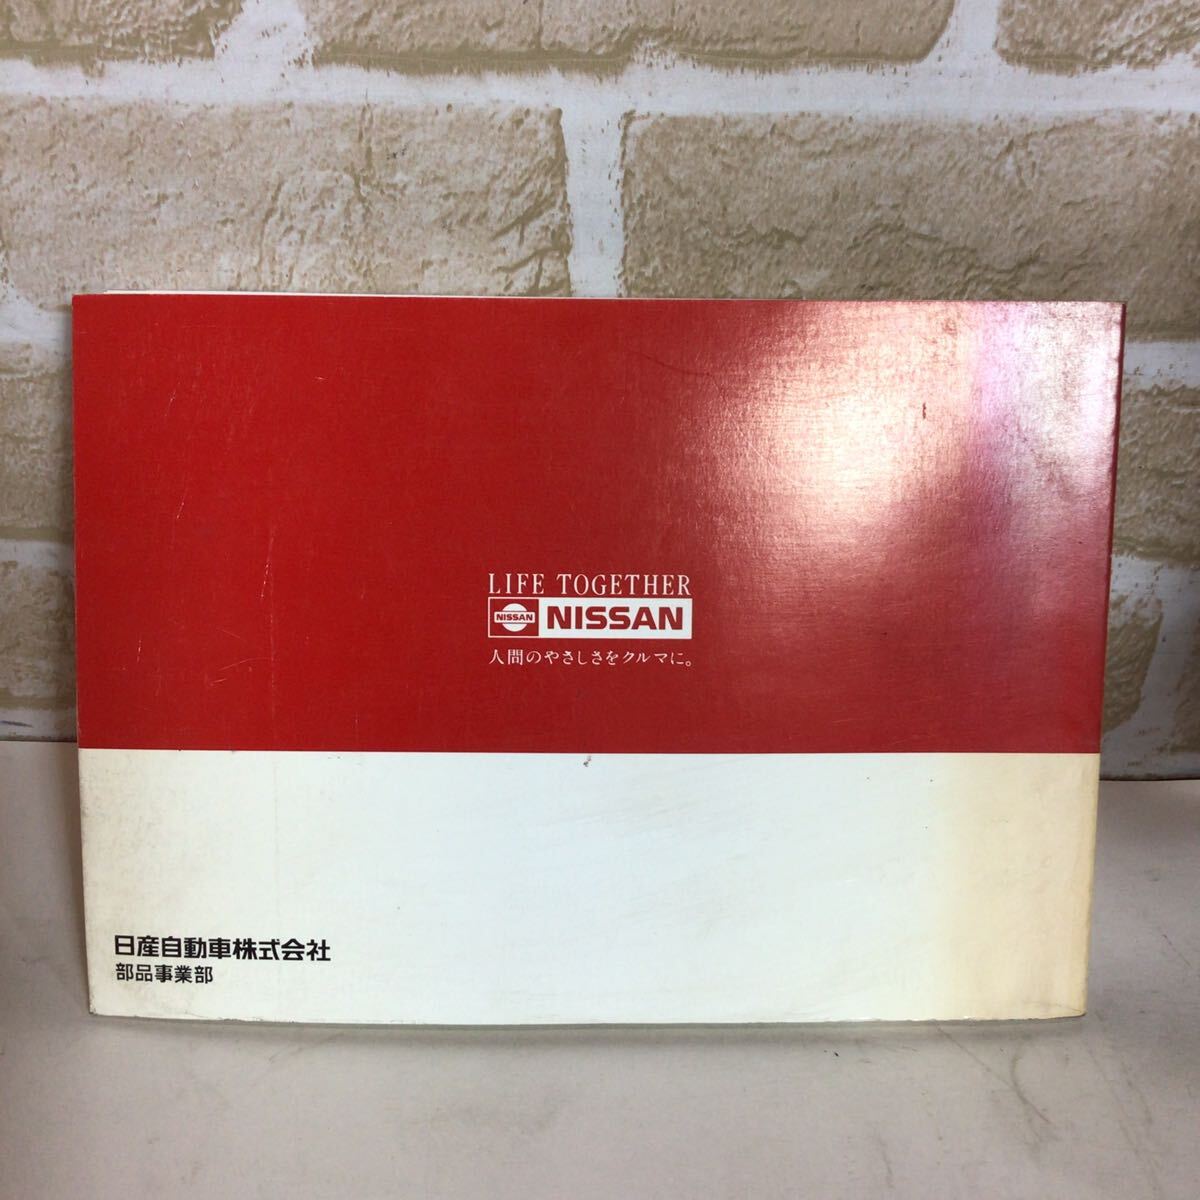 LIFE TOGETHER
NISSAN NISSAN
人間のやさしさをクルマに。
日産自動車株式会社
部品事業部